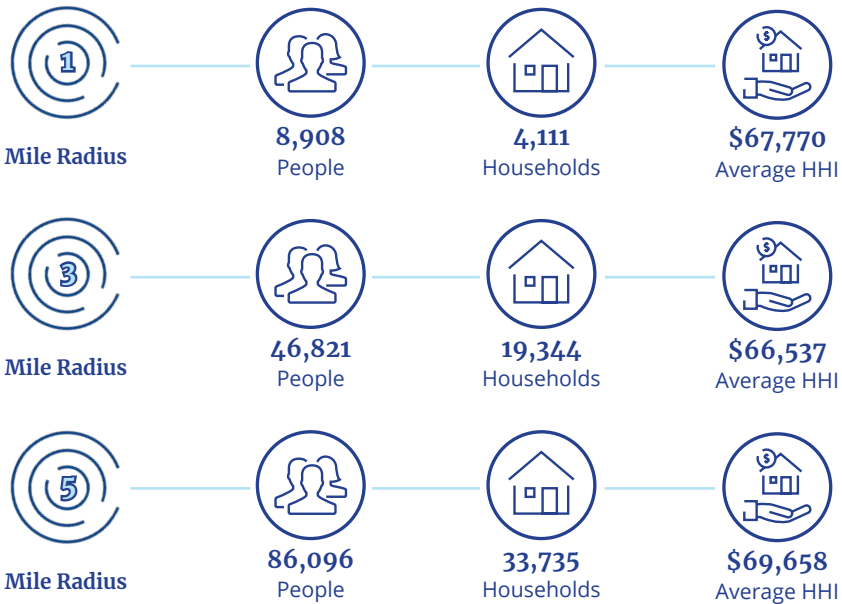 1
Mile Radius
8,908
People
4,111
Households
$
$67,770
Average HHI
3
Mile Radius
46,821
People
19,344
Households
$
$66,537
Average HHI
5
Mile Radius
86,096
People
33,735
Households
$
$69,658
Average HHI